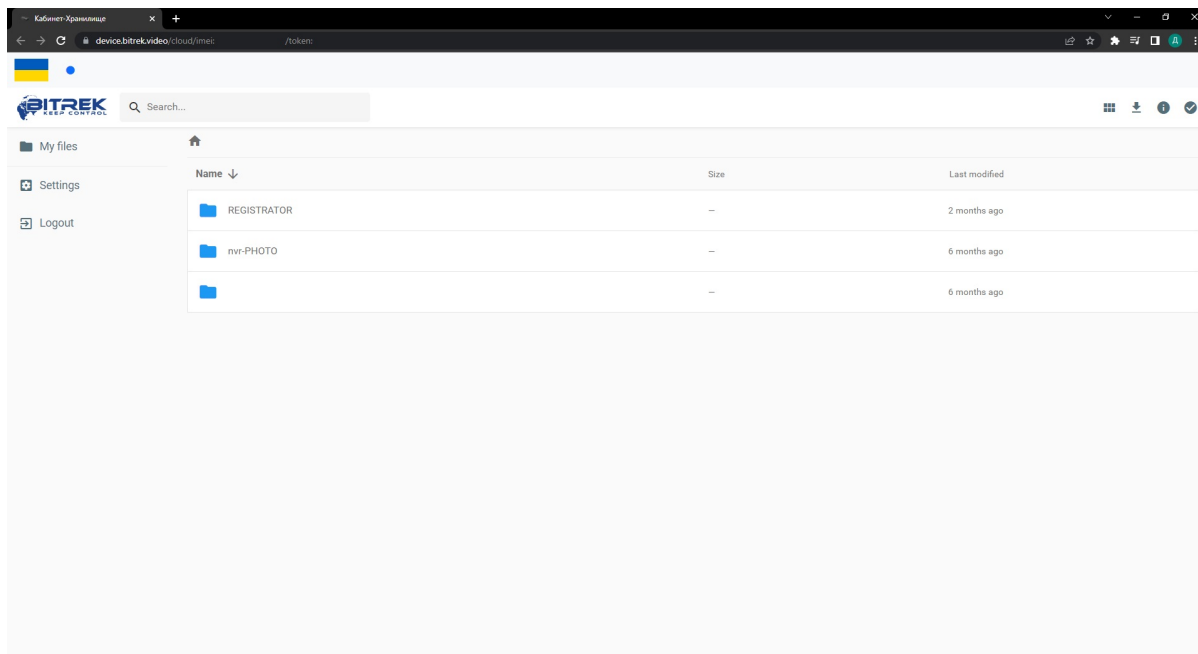 Кабинет-Хранилище
device.bitrek.video/cloud/imei: /token:
Д
BITREK
KEEP CONTROL
Search...
My files
Settings
Logout
Name Size Last modified
REGISTRATOR — 2 months ago
nvr-PHOTO — 6 months ago
— 6 months ago